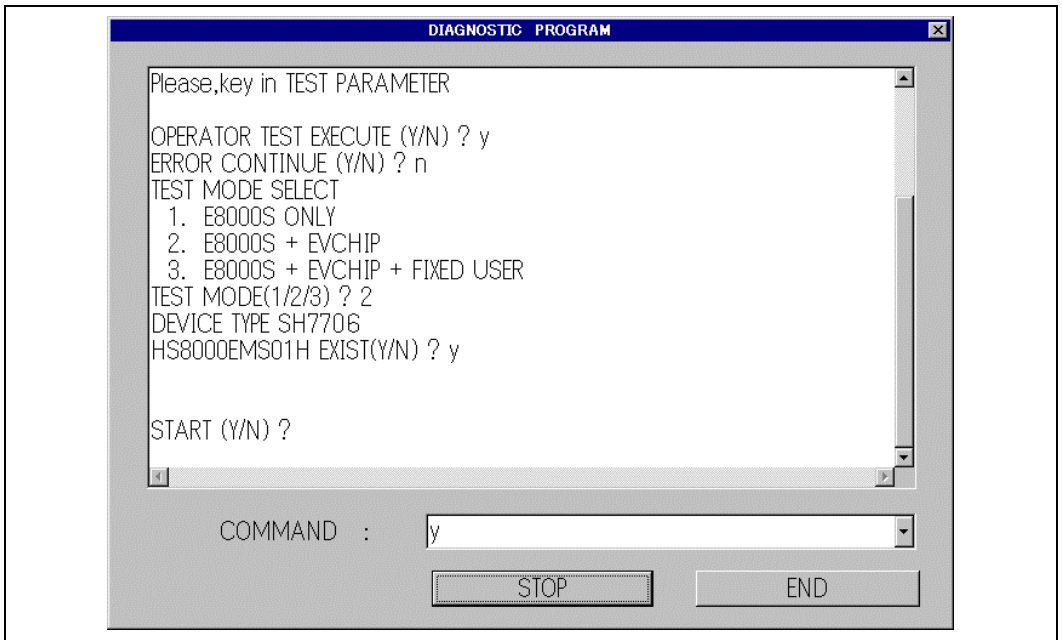 DIAGNOSTIC PROGRAM
Please,key in TEST PARAMETER
OPERATOR TEST EXECUTE (Y/N) ? y
ERROR CONTINUE (Y/N) ? n
TEST MODE SELECT
1. E8000S ONLY
2. E8000S + EVCHIP
3. E8000S + EVCHIP + FIXED USER
TEST MODE(1/2/3) ? 2
DEVICE TYPE SH7706
HS8000EMS01H EXIST(Y/N) ? y
START (Y/N) ?
COMMAND : y
STOP END